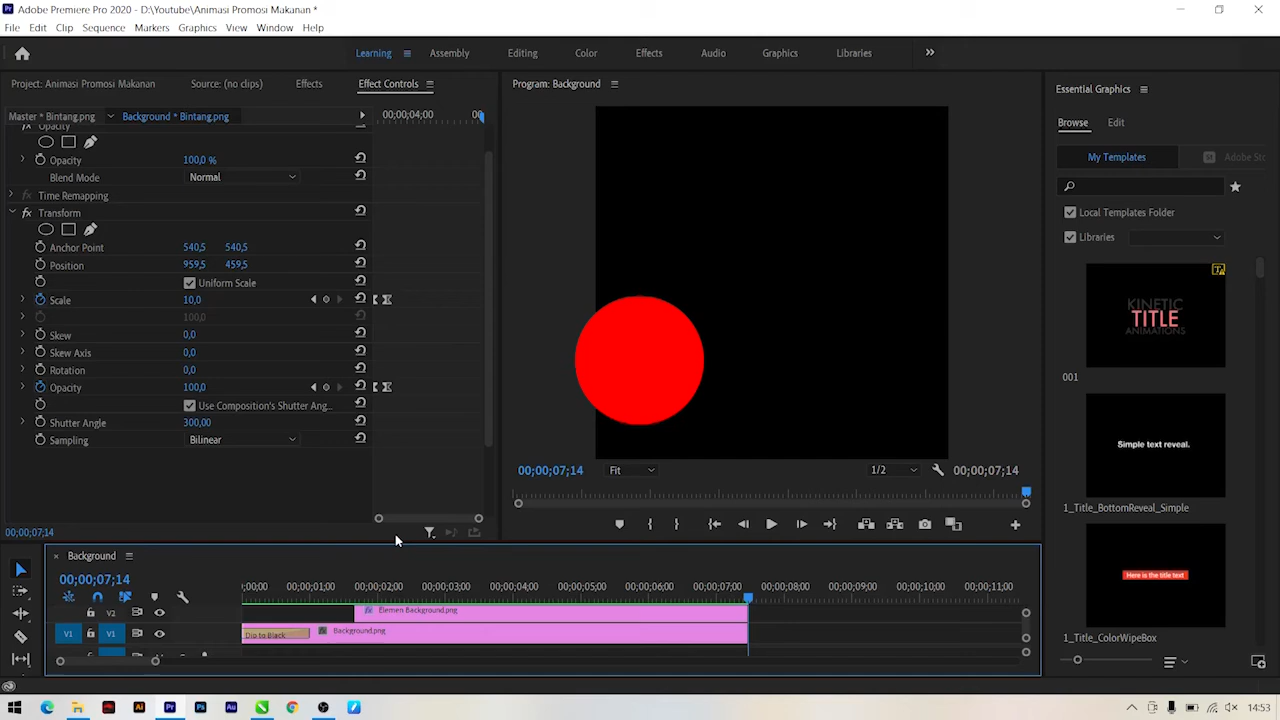 Adobe Premiere Pro 2020 - D:\Youtube\Animasi Promosi Makanan *
File Edit Clip Sequence Markers Graphics View Window Help
Learning Assembly Editing Color Effects Audio Graphics Libraries
Project: Animasi Promosi Makanan Source: (no clips) Effects Effect Controls
Program: Background
Essential Graphics
Master * Bintang.png Background * Bintang.png 00;00;04;00 00
Browse Edit
Opacity
Opacity 100,0 %
My Templates
Blend Mode Normal
Time Remapping
Transform
Local Templates Folder
Libraries
Anchor Point 540,5 540,5
Position 959,5 459,5
Uniform Scale
Scale 10,0
100,0
Skew 0,0
Skew Axis 0,0
Rotation 0,0
Opacity 100,0
Use Composition's Shutter Ang...
Shutter Angle 300,00
Sampling Bilinear
KINETIC
TITLE
ANIMATIONS
001
Simple text reveal.
1_Title_BottomReveal_Simple
Here is the title text
1_Title_ColorWipeBox
00;00;07;14 Fit 1/2 00;00;07;14
00;00;07;14
Background
00;00;07;14
;00;00 00;00;01;00 00;00;02;00 00;00;03;00 00;00;04;00 00;00;05;00 00;00;06;00 00;00;07;00 00;00;08;00 00;00;09;00 00;00;10;00 00;00;11;00
V2 Elemen Background.png
V1 V1 Dip to Black Background.png
Ai Pr Ps Au
14:53